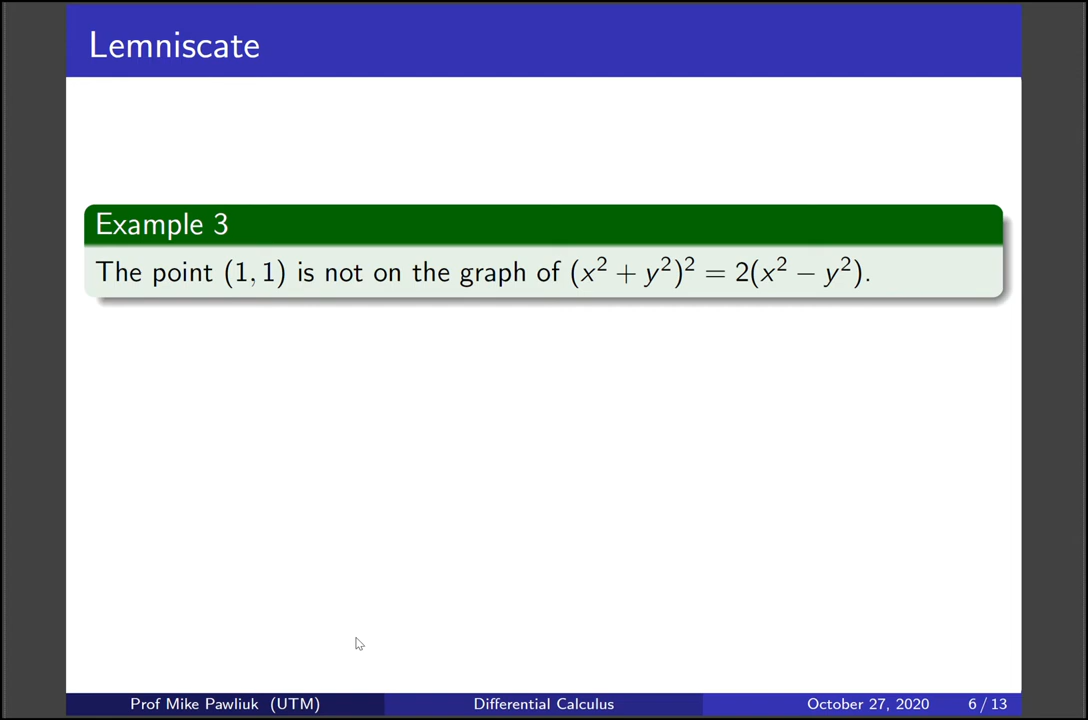 Lemniscate
Example 3
The point (1, 1) is not on the graph of (x² + y²)² = 2(x² − y²).
Prof Mike Pawliuk (UTM) Differential Calculus October 27, 2020 6 / 13